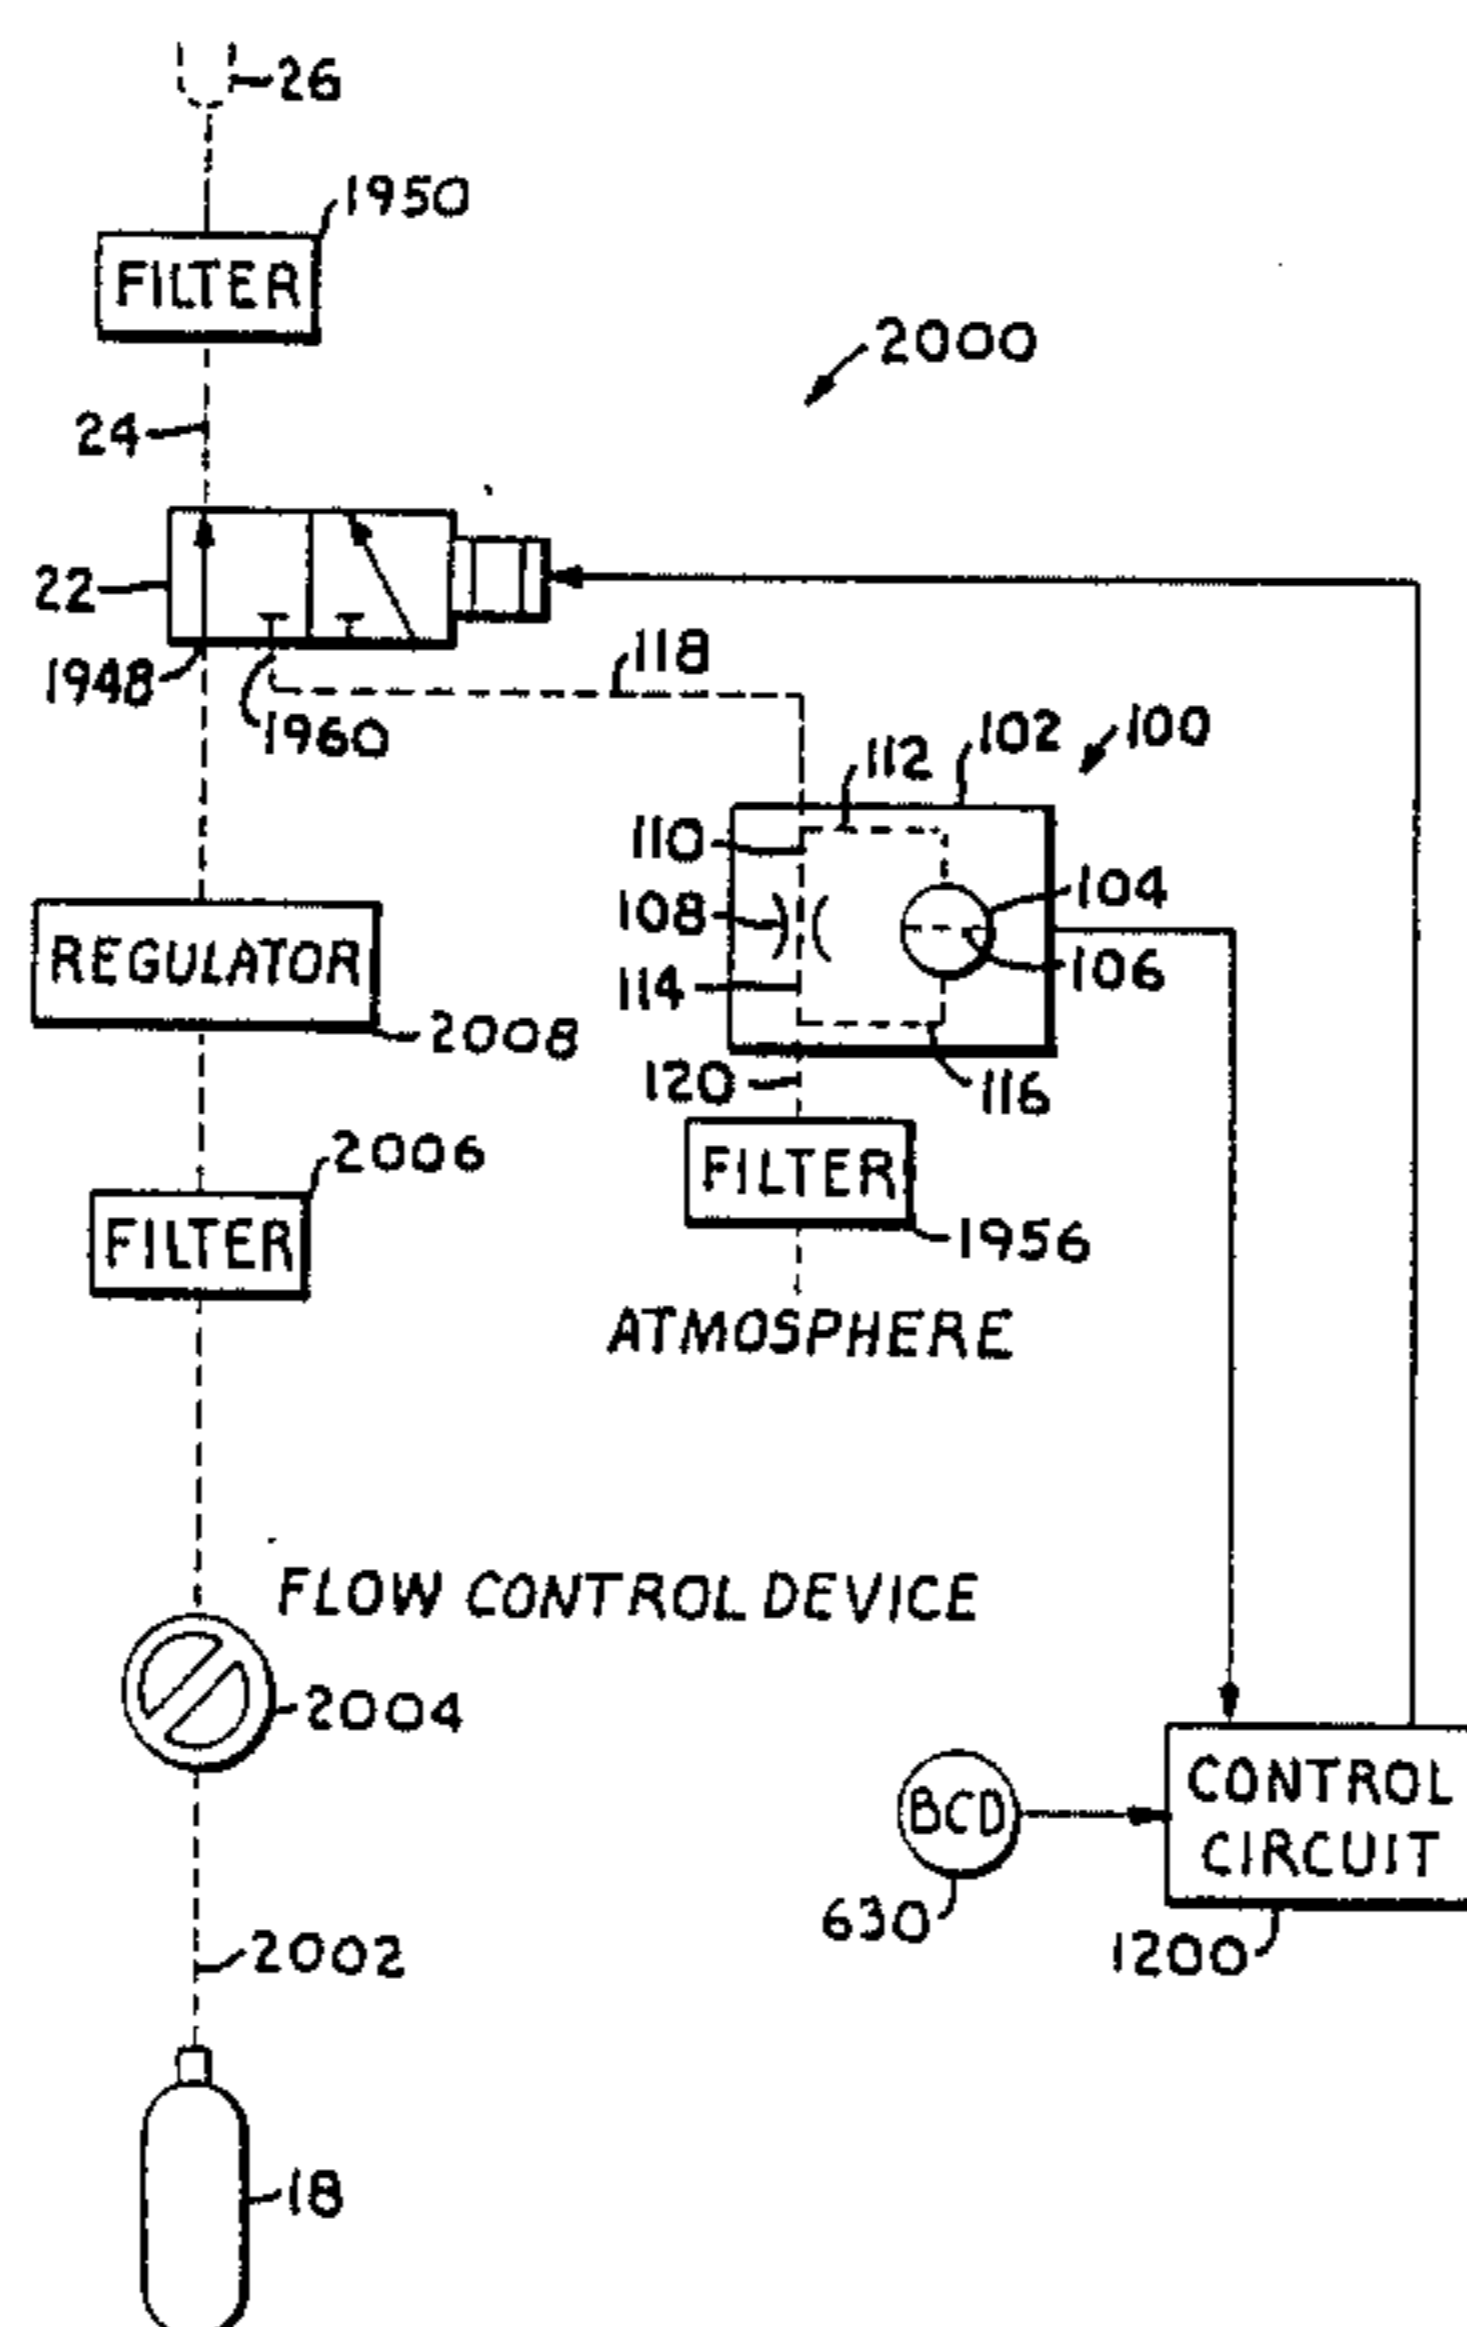 26
1950
FILTER
2000
24
22
1948
1960
118
102
100
112
110
108
104
106
114
REGULATOR
2008
120
116
2006
FILTER
FILTER
1956
ATMOSPHERE
FLOW CONTROL DEVICE
2004
BCD
CONTROL
CIRCUIT
630
1200
2002
18